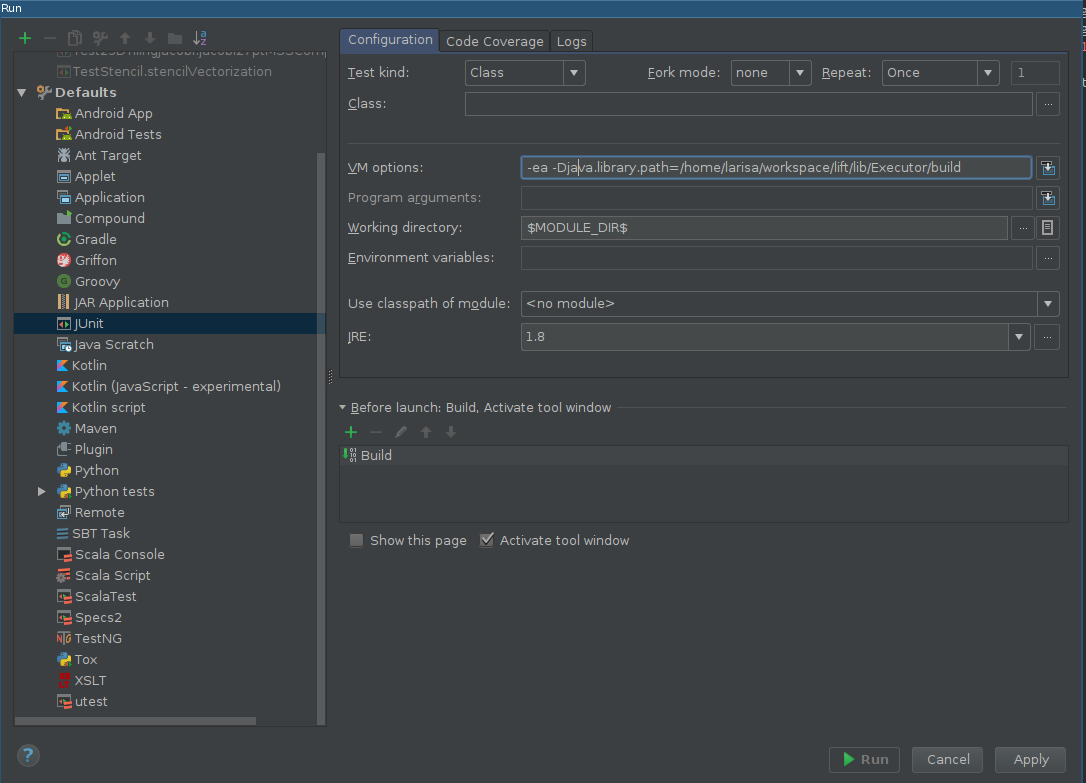 Run
TestStencil.stencilVectorization
Defaults
Android App
Android Tests
Ant Target
Applet
Application
Compound
Gradle
Griffon
Groovy
JAR Application
JUnit
Java Scratch
Kotlin
Kotlin (JavaScript - experimental)
Kotlin script
Maven
Plugin
Python
Python tests
Remote
SBT Task
Scala Console
Scala Script
ScalaTest
Specs2
TestNG
Tox
XSLT
utest
Configuration Code Coverage Logs
Test kind: Class Fork mode: none Repeat: Once 1
Class: ...
VM options: -ea -Djava.library.path=/home/larisa/workspace/lift/lib/Executor/build
Program arguments:
Working directory: $MODULE_DIR$ ...
Environment variables: ...
Use classpath of module: <no module>
JRE: 1.8 ...
Before launch: Build, Activate tool window
Build
Show this page Activate tool window
? Run Cancel Apply